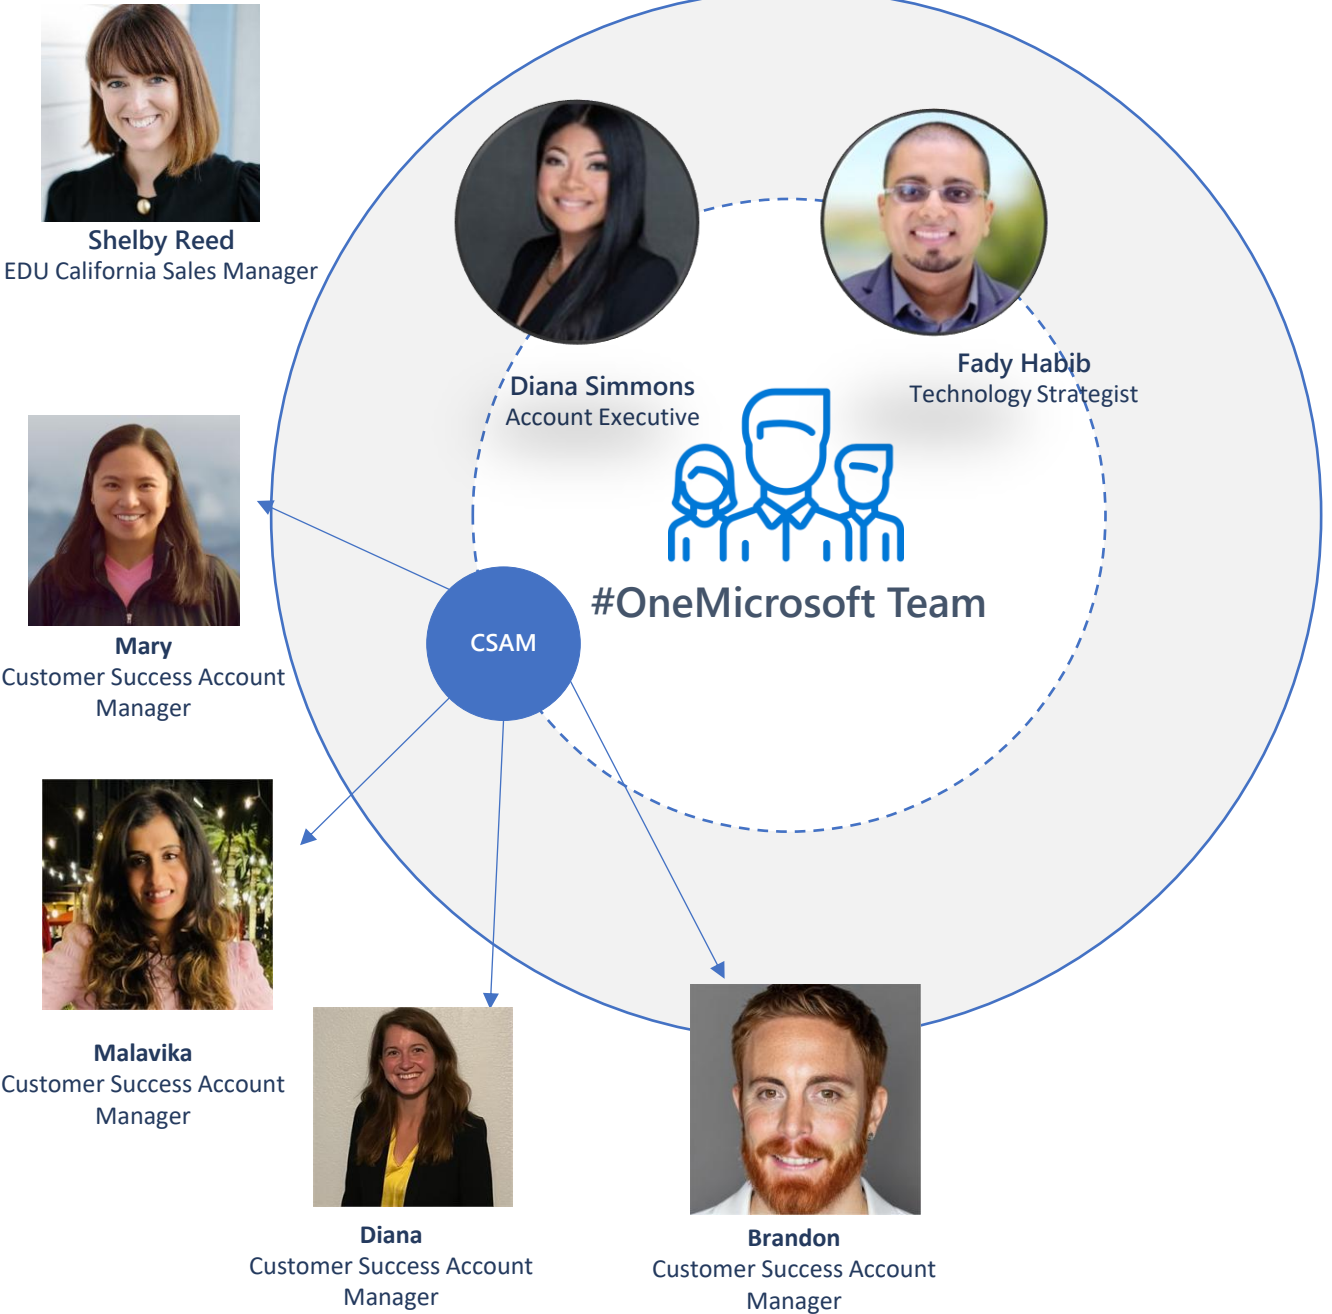 Shelby Reed
EDU California Sales Manager
Diana Simmons
Account Executive
Fady Habib
Technology Strategist
#OneMicrosoft Team
CSAM
Mary
Customer Success Account
Manager
Malavika
Customer Success Account
Manager
Diana
Customer Success Account
Manager
Brandon
Customer Success Account
Manager